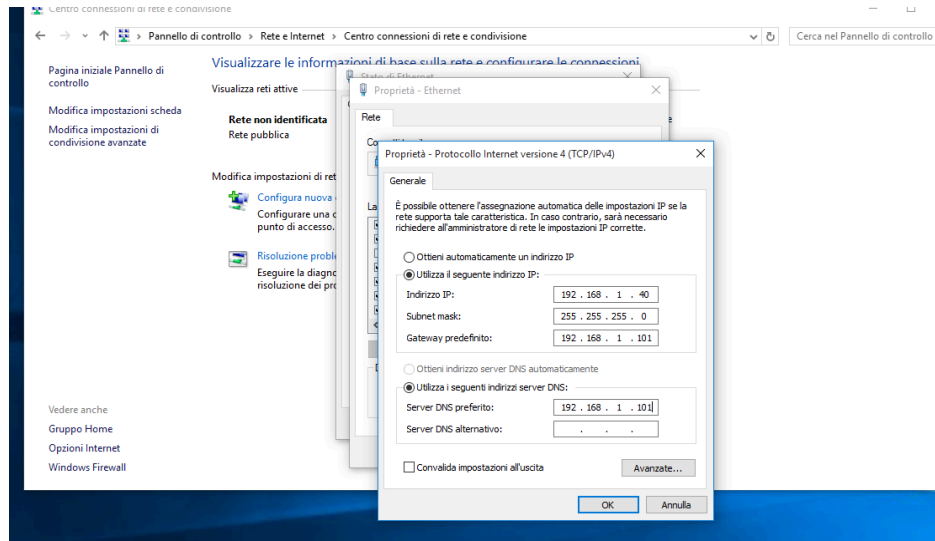 Centro connessioni di rete e condivisione
Pannello di controllo > Rete e Internet > Centro connessioni di rete e condivisione
Cerca nel Pannello di controllo
Pagina iniziale Pannello di
controllo
Modifica impostazioni scheda
Modifica impostazioni di
condivisione avanzate
Visualizzare le informazioni di base sulla rete e configurare le connessioni
Visualizza reti attive
Rete non identificata
Rete pubblica
Modifica impostazioni di ret
Configura nuova
Configurare una c
punto di accesso.
Risoluzione proble
Eseguire la diagno
risoluzione dei pro
Vedere anche
Gruppo Home
Opzioni Internet
Windows Firewall
Stato di Ethernet
Proprietà - Ethernet
Rete
La
Proprietà - Protocollo Internet versione 4 (TCP/IPv4)
Generale
È possibile ottenere l'assegnazione automatica delle impostazioni IP se la
rete supporta tale caratteristica. In caso contrario, sarà necessario
richiedere all'amministratore di rete le impostazioni IP corrette.
Ottieni automaticamente un indirizzo IP
Utilizza il seguente indirizzo IP:
Indirizzo IP: 192 . 168 . 1 . 40
Subnet mask: 255 . 255 . 255 . 0
Gateway predefinito: 192 . 168 . 1 . 101
Ottieni indirizzo server DNS automaticamente
Utilizza i seguenti indirizzi server DNS:
Server DNS preferito: 192 . 168 . 1 . 101
Server DNS alternativo: . . .
Convalida impostazioni all'uscita
Avanzate...
OK Annulla